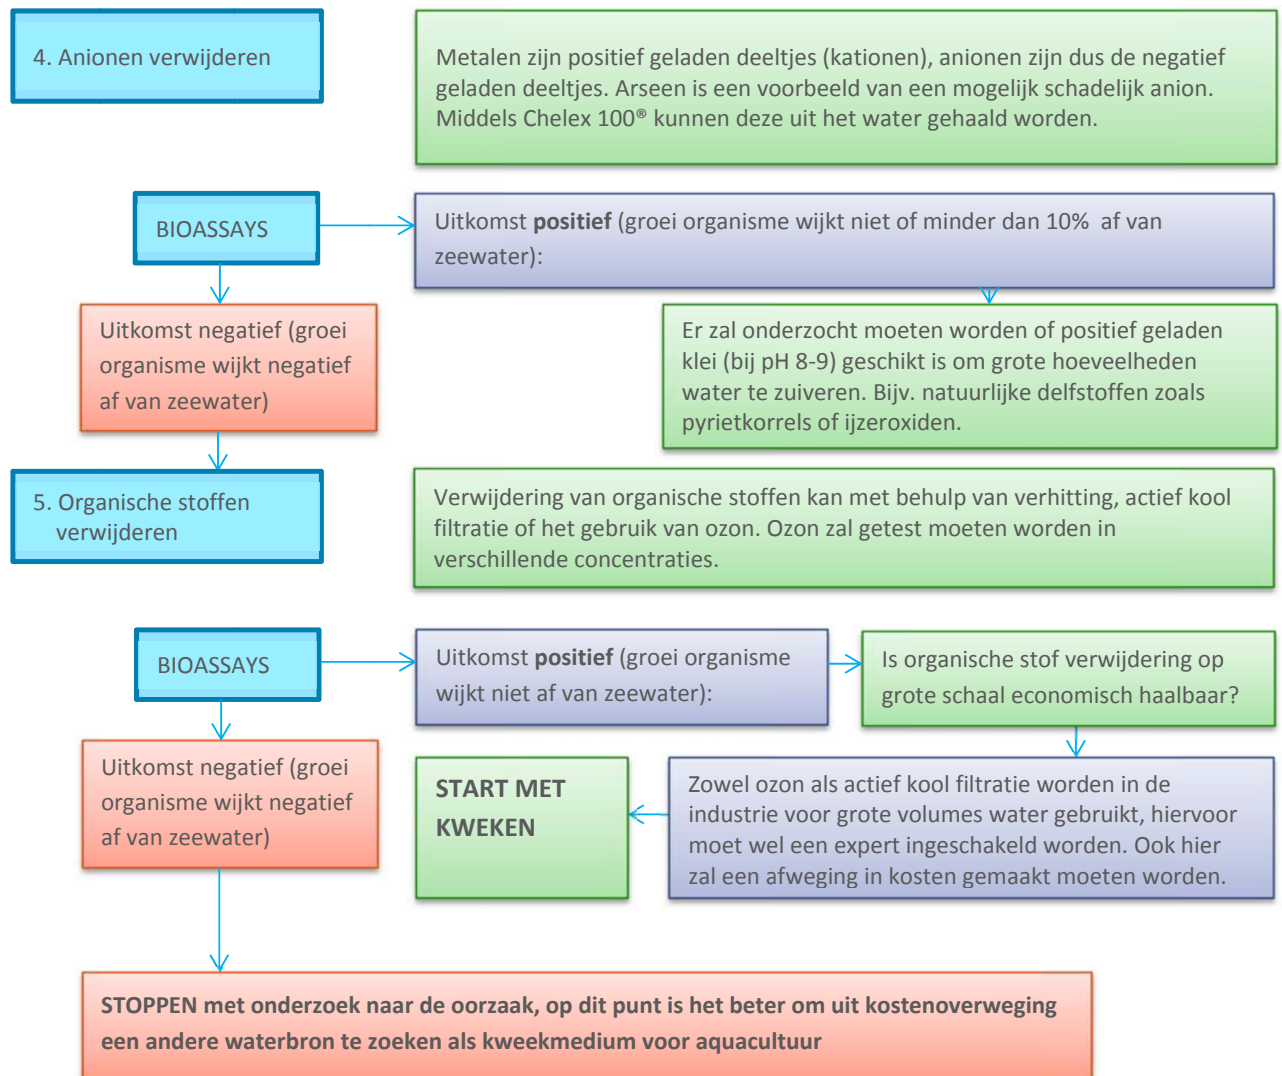 4. Anionen verwijderen
Metalen zijn positief geladen deeltjes (kationen), anionen zijn dus de negatief
geladen deeltjes. Arseen is een voorbeeld van een mogelijk schadelijk anion.
Middels Chelex 100® kunnen deze uit het water gehaald worden.
BIOASSAYS
Uitkomst positief (groei organisme wijkt niet of minder dan 10% af van
zeewater):
Uitkomst negatief (groei
organisme wijkt negatief
af van zeewater)
Er zal onderzocht moeten worden of positief geladen
klei (bij pH 8-9) geschikt is om grote hoeveelheden
water te zuiveren. Bijv. natuurlijke delfstoffen zoals
pyrietkorrels of ijzeroxiden.
5. Organische stoffen
verwijderen
Verwijdering van organische stoffen kan met behulp van verhitting, actief kool
filtratie of het gebruik van ozon. Ozon zal getest moeten worden in
verschillende concentraties.
BIOASSAYS
Uitkomst positief (groei organisme
wijkt niet af van zeewater):
Is organische stof verwijdering op
grote schaal economisch haalbaar?
Uitkomst negatief (groei
organisme wijkt negatief
af van zeewater)
START MET
KWEKEN
Zowel ozon als actief kool filtratie worden in de
industrie voor grote volumes water gebruikt, hiervoor
moet wel een expert ingeschakeld worden. Ook hier
zal een afweging in kosten gemaakt moeten worden.
STOPPEN met onderzoek naar de oorzaak, op dit punt is het beter om uit kostenoverweging
een andere waterbron te zoeken als kweekmedium voor aquacultuur